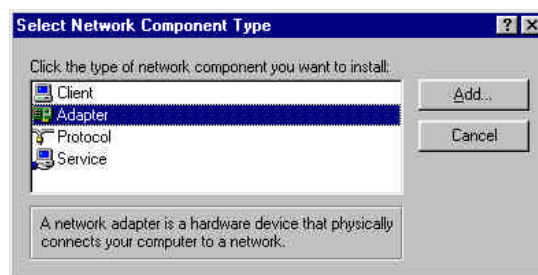 Select Network Component Type
Click the type of network component you want to install:
Client
Adapter
Protocol
Service
Add...
Cancel
A network adapter is a hardware device that physically
connects your computer to a network.